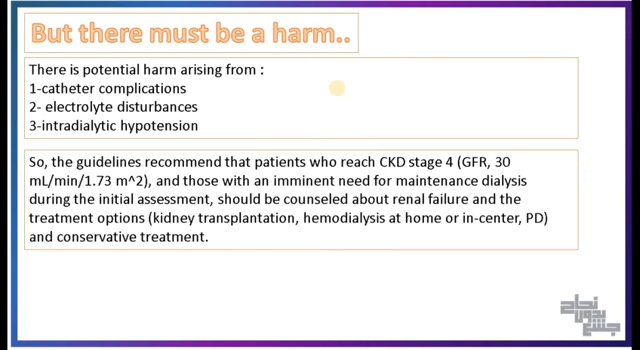 But there must be a harm..
There is potential harm arising from :
1-catheter complications
2- electrolyte disturbances
3-intradialytic hypotension
So, the guidelines recommend that patients who reach CKD stage 4 (GFR, 30
mL/min/1.73 m^2), and those with an imminent need for maintenance dialysis
during the initial assessment, should be counseled about renal failure and the
treatment options (kidney transplantation, hemodialysis at home or in-center, PD)
and conservative treatment.
نجاح
بدون
جشع